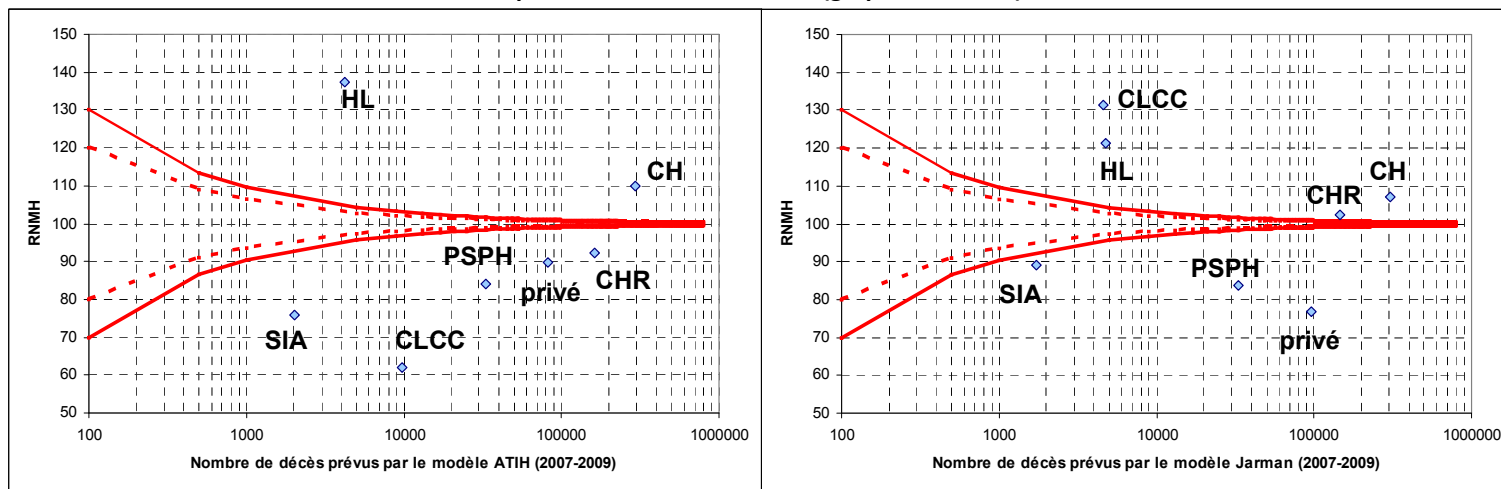 150
140
130
120
110
100
90
80
70
60
50
RNMH
HL
CH
PSPH
privé
CHR
SIA
CLCC
100 1000 10000 100000 1000000
Nombre de décès prévus par le modèle ATIH (2007-2009)
150
140
130
120
110
100
90
80
70
60
50
RNMH
CLCC
HL
CH
CHR
PSPH
SIA
privé
100 1000 10000 100000 1000000
Nombre de décès prévus par le modèle Jarman (2007-2009)